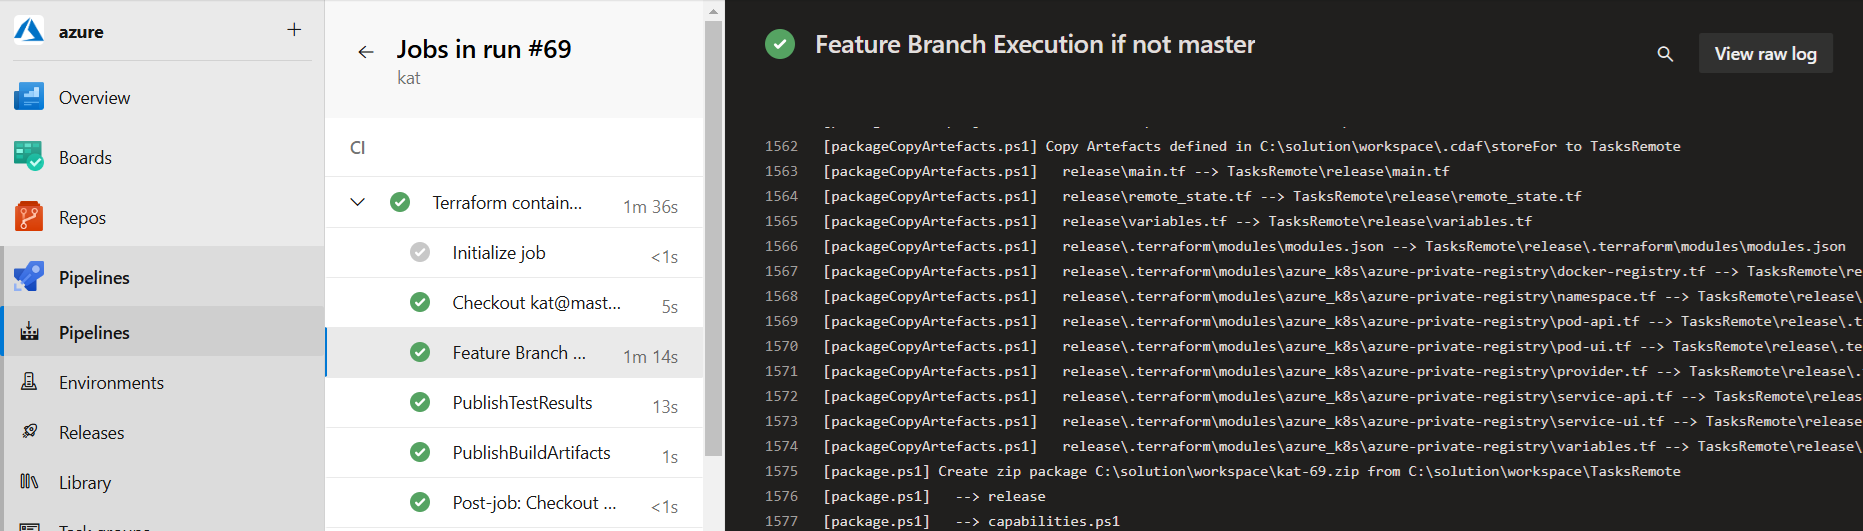 azure
+
Overview
Boards
Repos
Pipelines
Pipelines
Environments
Releases
Library
Task groups
Jobs in run #69
kat
CI
Terraform contain... 1m 36s
Initialize job <1s
Checkout kat@mast... 5s
Feature Branch ... 1m 14s
PublishTestResults 13s
PublishBuildArtifacts 1s
Post-job: Checkout ... <1s
Feature Branch Execution if not master
View raw log
1562 [packageCopyArtefacts.ps1] Copy Artefacts defined in C:\solution\workspace\.cdaf\storeFor to TasksRemote
1563 [packageCopyArtefacts.ps1]   release\main.tf --> TasksRemote\release\main.tf
1564 [packageCopyArtefacts.ps1]   release\remote_state.tf --> TasksRemote\release\remote_state.tf
1565 [packageCopyArtefacts.ps1]   release\variables.tf --> TasksRemote\release\variables.tf
1566 [packageCopyArtefacts.ps1]   release\.terraform\modules\modules.json --> TasksRemote\release\.terraform\modules\modules.json
1567 [packageCopyArtefacts.ps1]   release\.terraform\modules\azure_k8s\azure-private-registry\docker-registry.tf --> TasksRemote\re
1568 [packageCopyArtefacts.ps1]   release\.terraform\modules\azure_k8s\azure-private-registry\namespace.tf --> TasksRemote\release\
1569 [packageCopyArtefacts.ps1]   release\.terraform\modules\azure_k8s\azure-private-registry\pod-api.tf --> TasksRemote\release\.t
1570 [packageCopyArtefacts.ps1]   release\.terraform\modules\azure_k8s\azure-private-registry\pod-ui.tf --> TasksRemote\release\.te
1571 [packageCopyArtefacts.ps1]   release\.terraform\modules\azure_k8s\azure-private-registry\provider.tf --> TasksRemote\release\.
1572 [packageCopyArtefacts.ps1]   release\.terraform\modules\azure_k8s\azure-private-registry\service-api.tf --> TasksRemote\releas
1573 [packageCopyArtefacts.ps1]   release\.terraform\modules\azure_k8s\azure-private-registry\service-ui.tf --> TasksRemote\release
1574 [packageCopyArtefacts.ps1]   release\.terraform\modules\azure_k8s\azure-private-registry\variables.tf --> TasksRemote\release\
1575 [package.ps1] Create zip package C:\solution\workspace\kat-69.zip from C:\solution\workspace\TasksRemote
1576 [package.ps1]   --> release
1577 [package.ps1]   --> capabilities.ps1